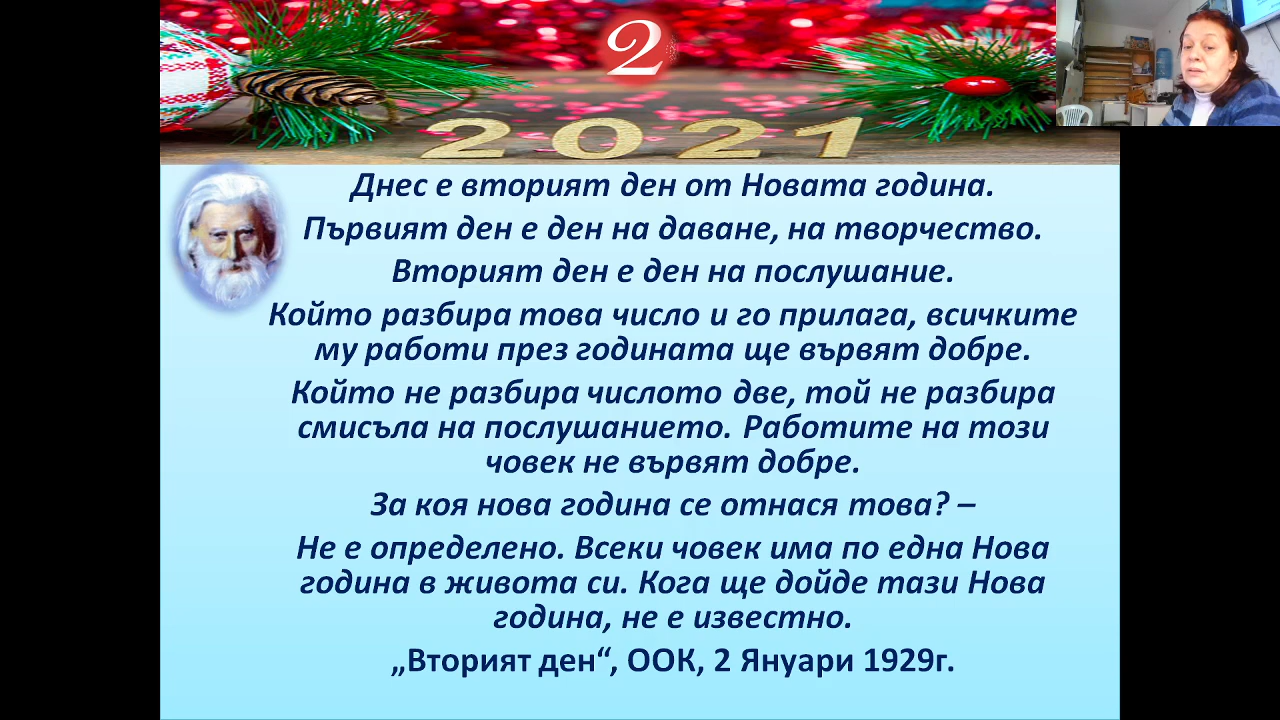 2
2021
Днес е вторият ден от Новата година.
Първият ден е ден на даване, на творчество.
Вторият ден е ден на послушание.
Който разбира това число и го прилага, всичките
му работи през годината ще вървят добре.
Който не разбира числото две, той не разбира
смисъла на послушанието. Работите на този
човек не вървят добре.
За коя нова година се отнася това? –
Не е определено. Всеки човек има по една Нова
година в живота си. Кога ще дойде тази Нова
година, не е известно.
„Вторият ден“, ООК, 2 Януари 1929г.